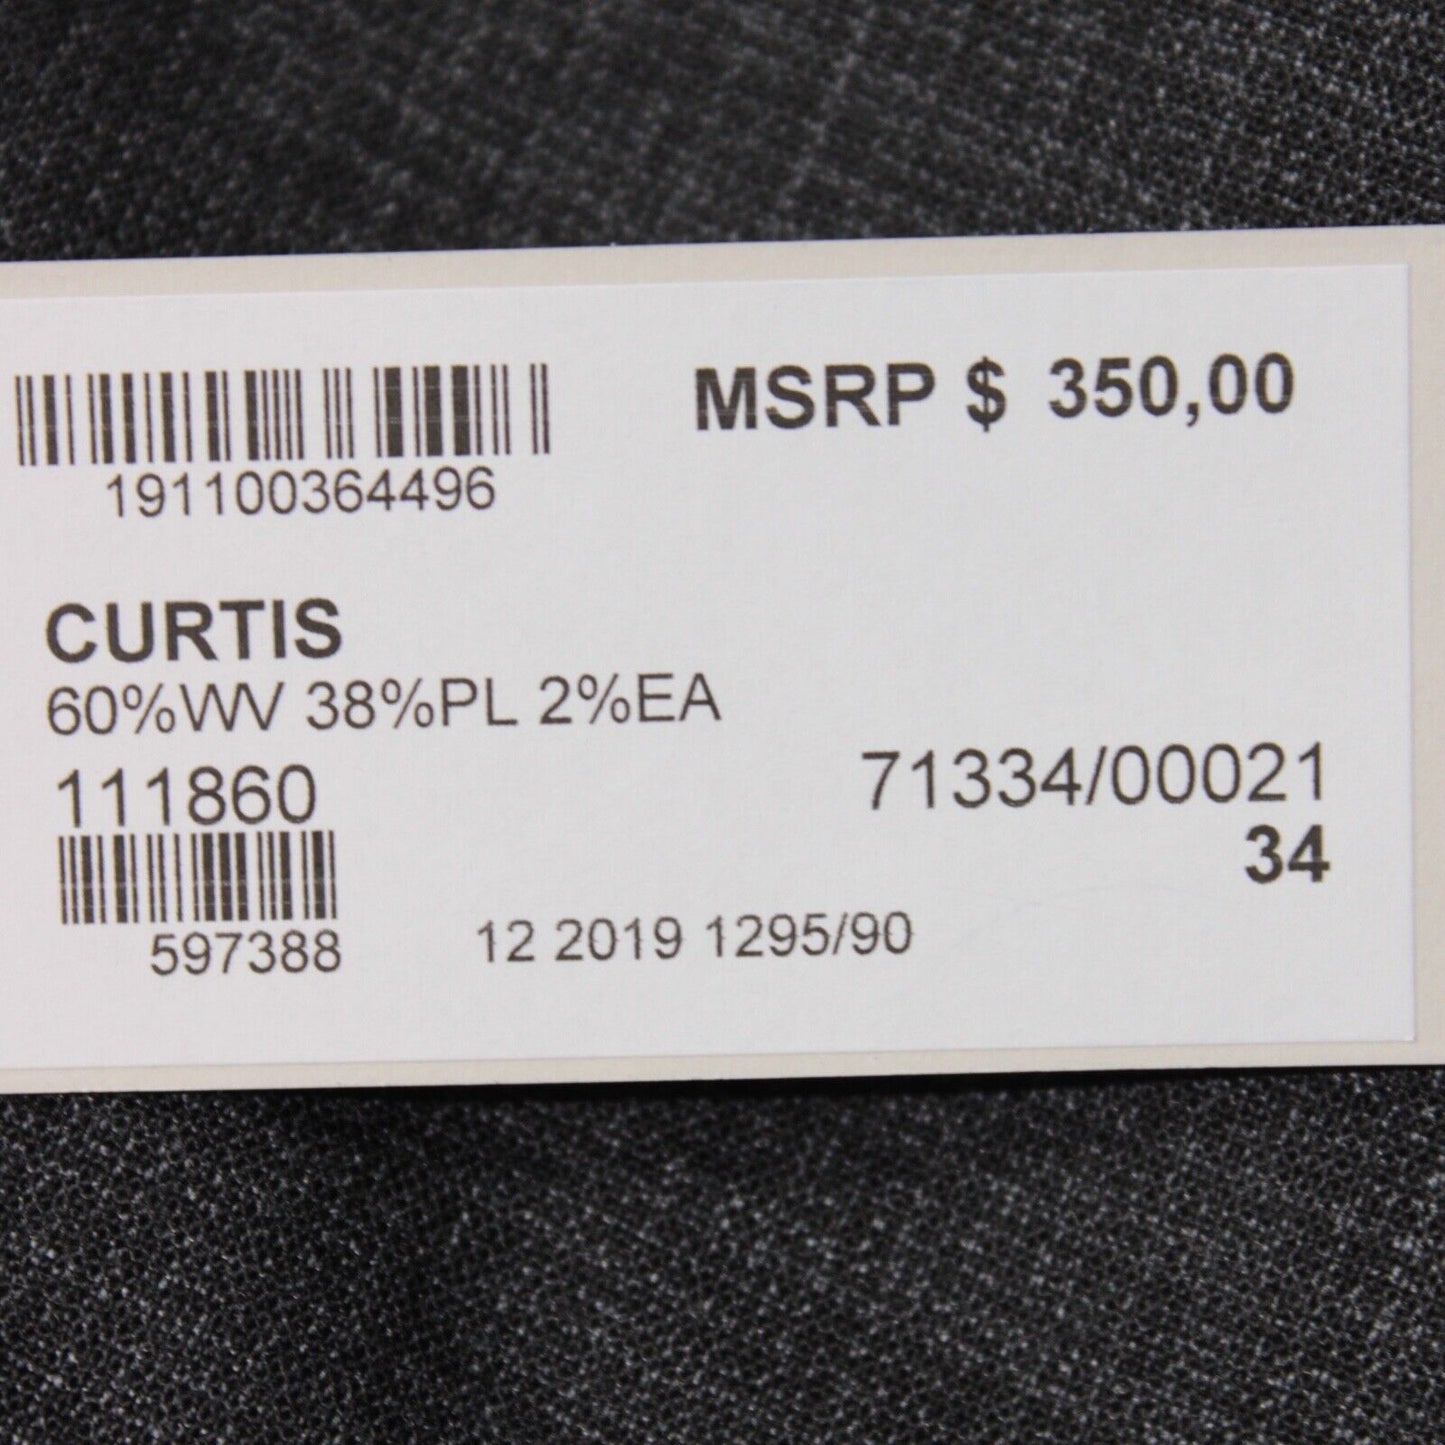 MSRP $ 350,00
191100364496
CURTIS
60%WV 38%PL 2%EA
111860
71334/00021
34
597388
12 2019 1295/90